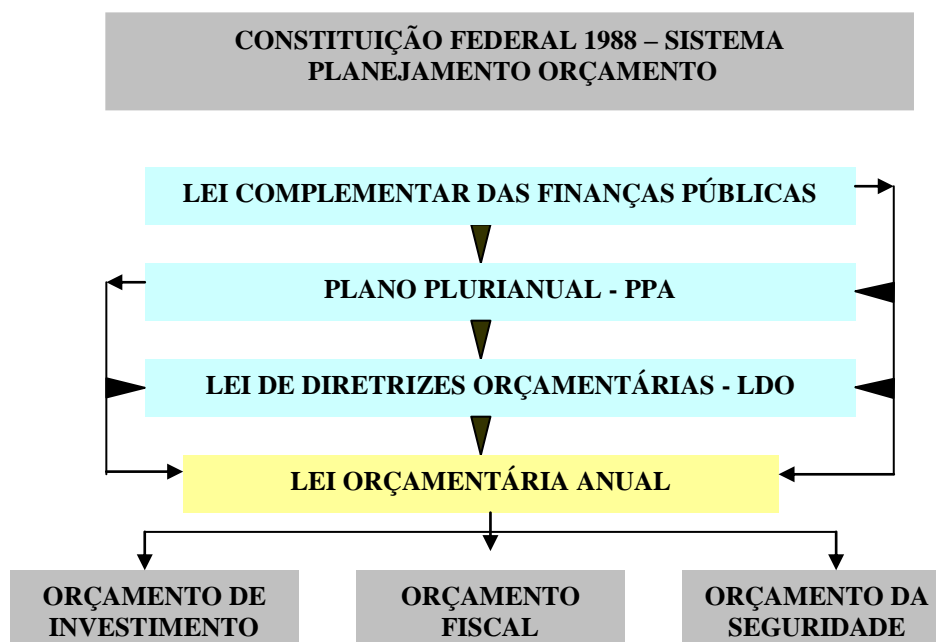 CONSTITUIÇÃO FEDERAL 1988 – SISTEMA
PLANEJAMENTO ORÇAMENTO
LEI COMPLEMENTAR DAS FINANÇAS PÚBLICAS
PLANO PLURIANUAL - PPA
LEI DE DIRETRIZES ORÇAMENTÁRIAS - LDO
LEI ORÇAMENTÁRIA ANUAL
ORÇAMENTO DE
INVESTIMENTO
ORÇAMENTO
FISCAL
ORÇAMENTO DA
SEGURIDADE